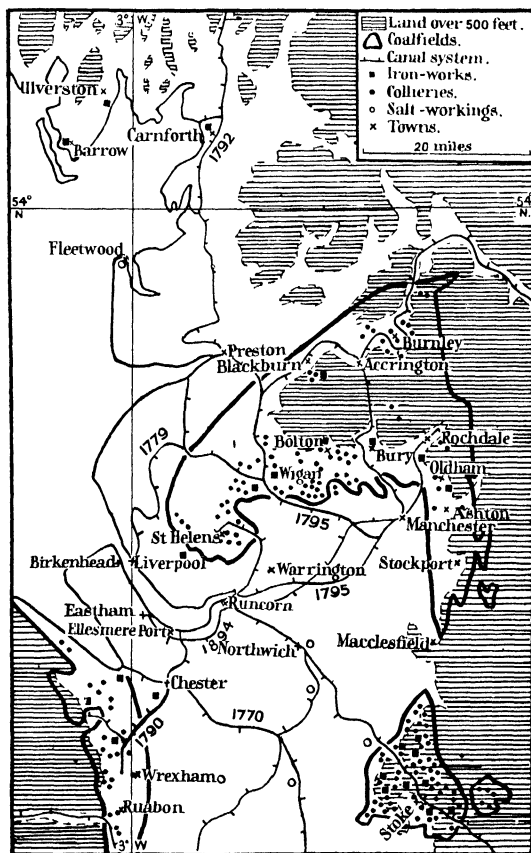 3° W.
Land over 500 feet.
Coalfields.
Canal system.
Iron-works.
Collieries.
Salt-workings.
Towns.
20 miles
Ulverston
Carnforth
Barrow
1792
54°
N
54°
N.
Fleetwood
Preston
Blackburn
Burnley
Accrington
1779
Bolton
Bury
Rochdale
Oldham
Wigan
Ashton
1795
Manchester
St Helens
Stockport
Birkenhead
Liverpool
Warrington
1795
Eastham
Runcorn
Ellesmere Port
1894
Northwich
Macclesfield
Chester
1770
1790
Wrexham
Ruabon
Stoke
3° W